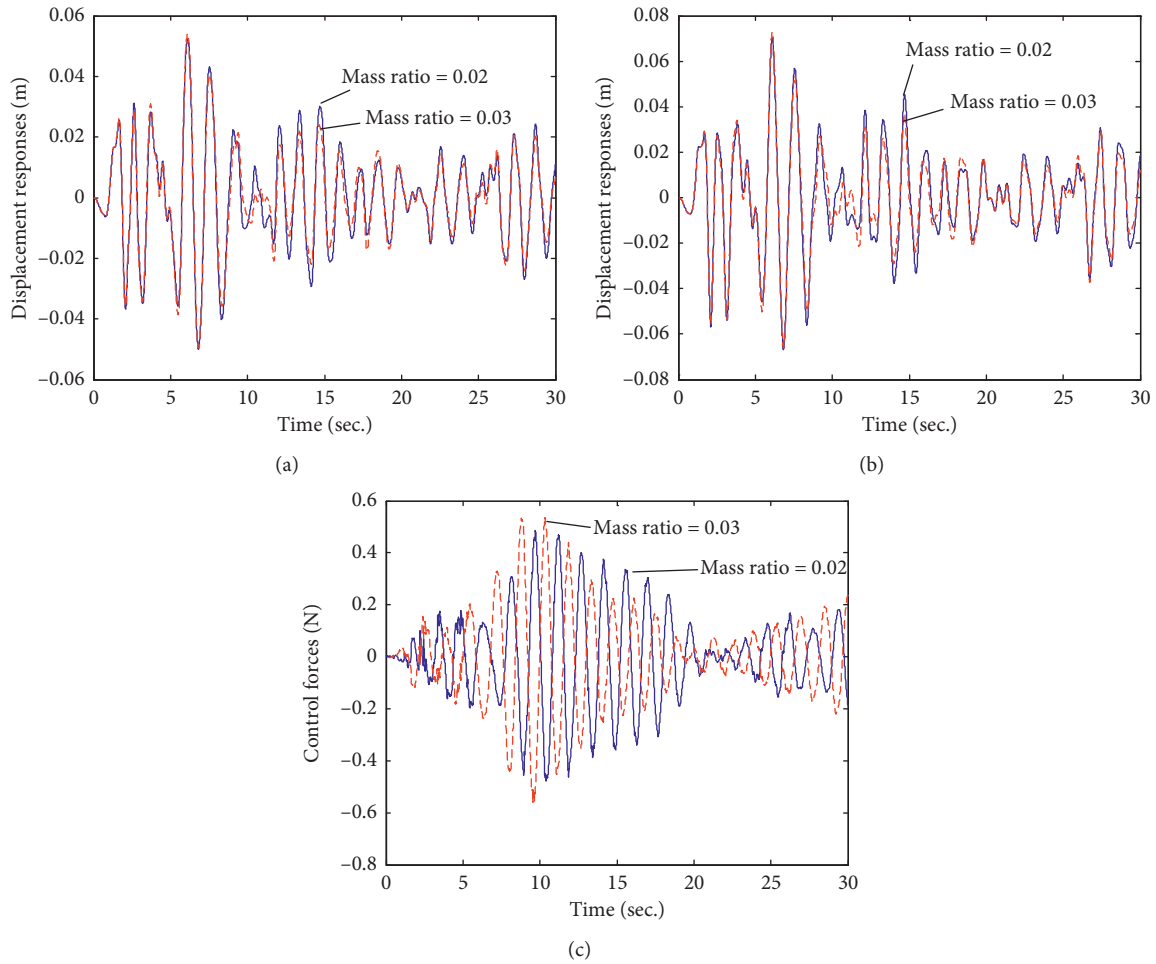 0.06
0.04
0.02
0
−0.02
−0.04
−0.06
Displacement responses (m)
Mass ratio = 0.02
Mass ratio = 0.03
0 5 10 15 20 25 30
Time (sec.)
(a)
0.08
0.06
0.04
0.02
0
−0.02
−0.04
−0.06
−0.08
Displacement responses (m)
Mass ratio = 0.02
Mass ratio = 0.03
0 5 10 15 20 25 30
Time (sec.)
(b)
0.6
0.4
0.2
0
−0.2
−0.4
−0.6
−0.8
Control forces (N)
Mass ratio = 0.03
Mass ratio = 0.02
0 5 10 15 20 25 30
Time (sec.)
(c)